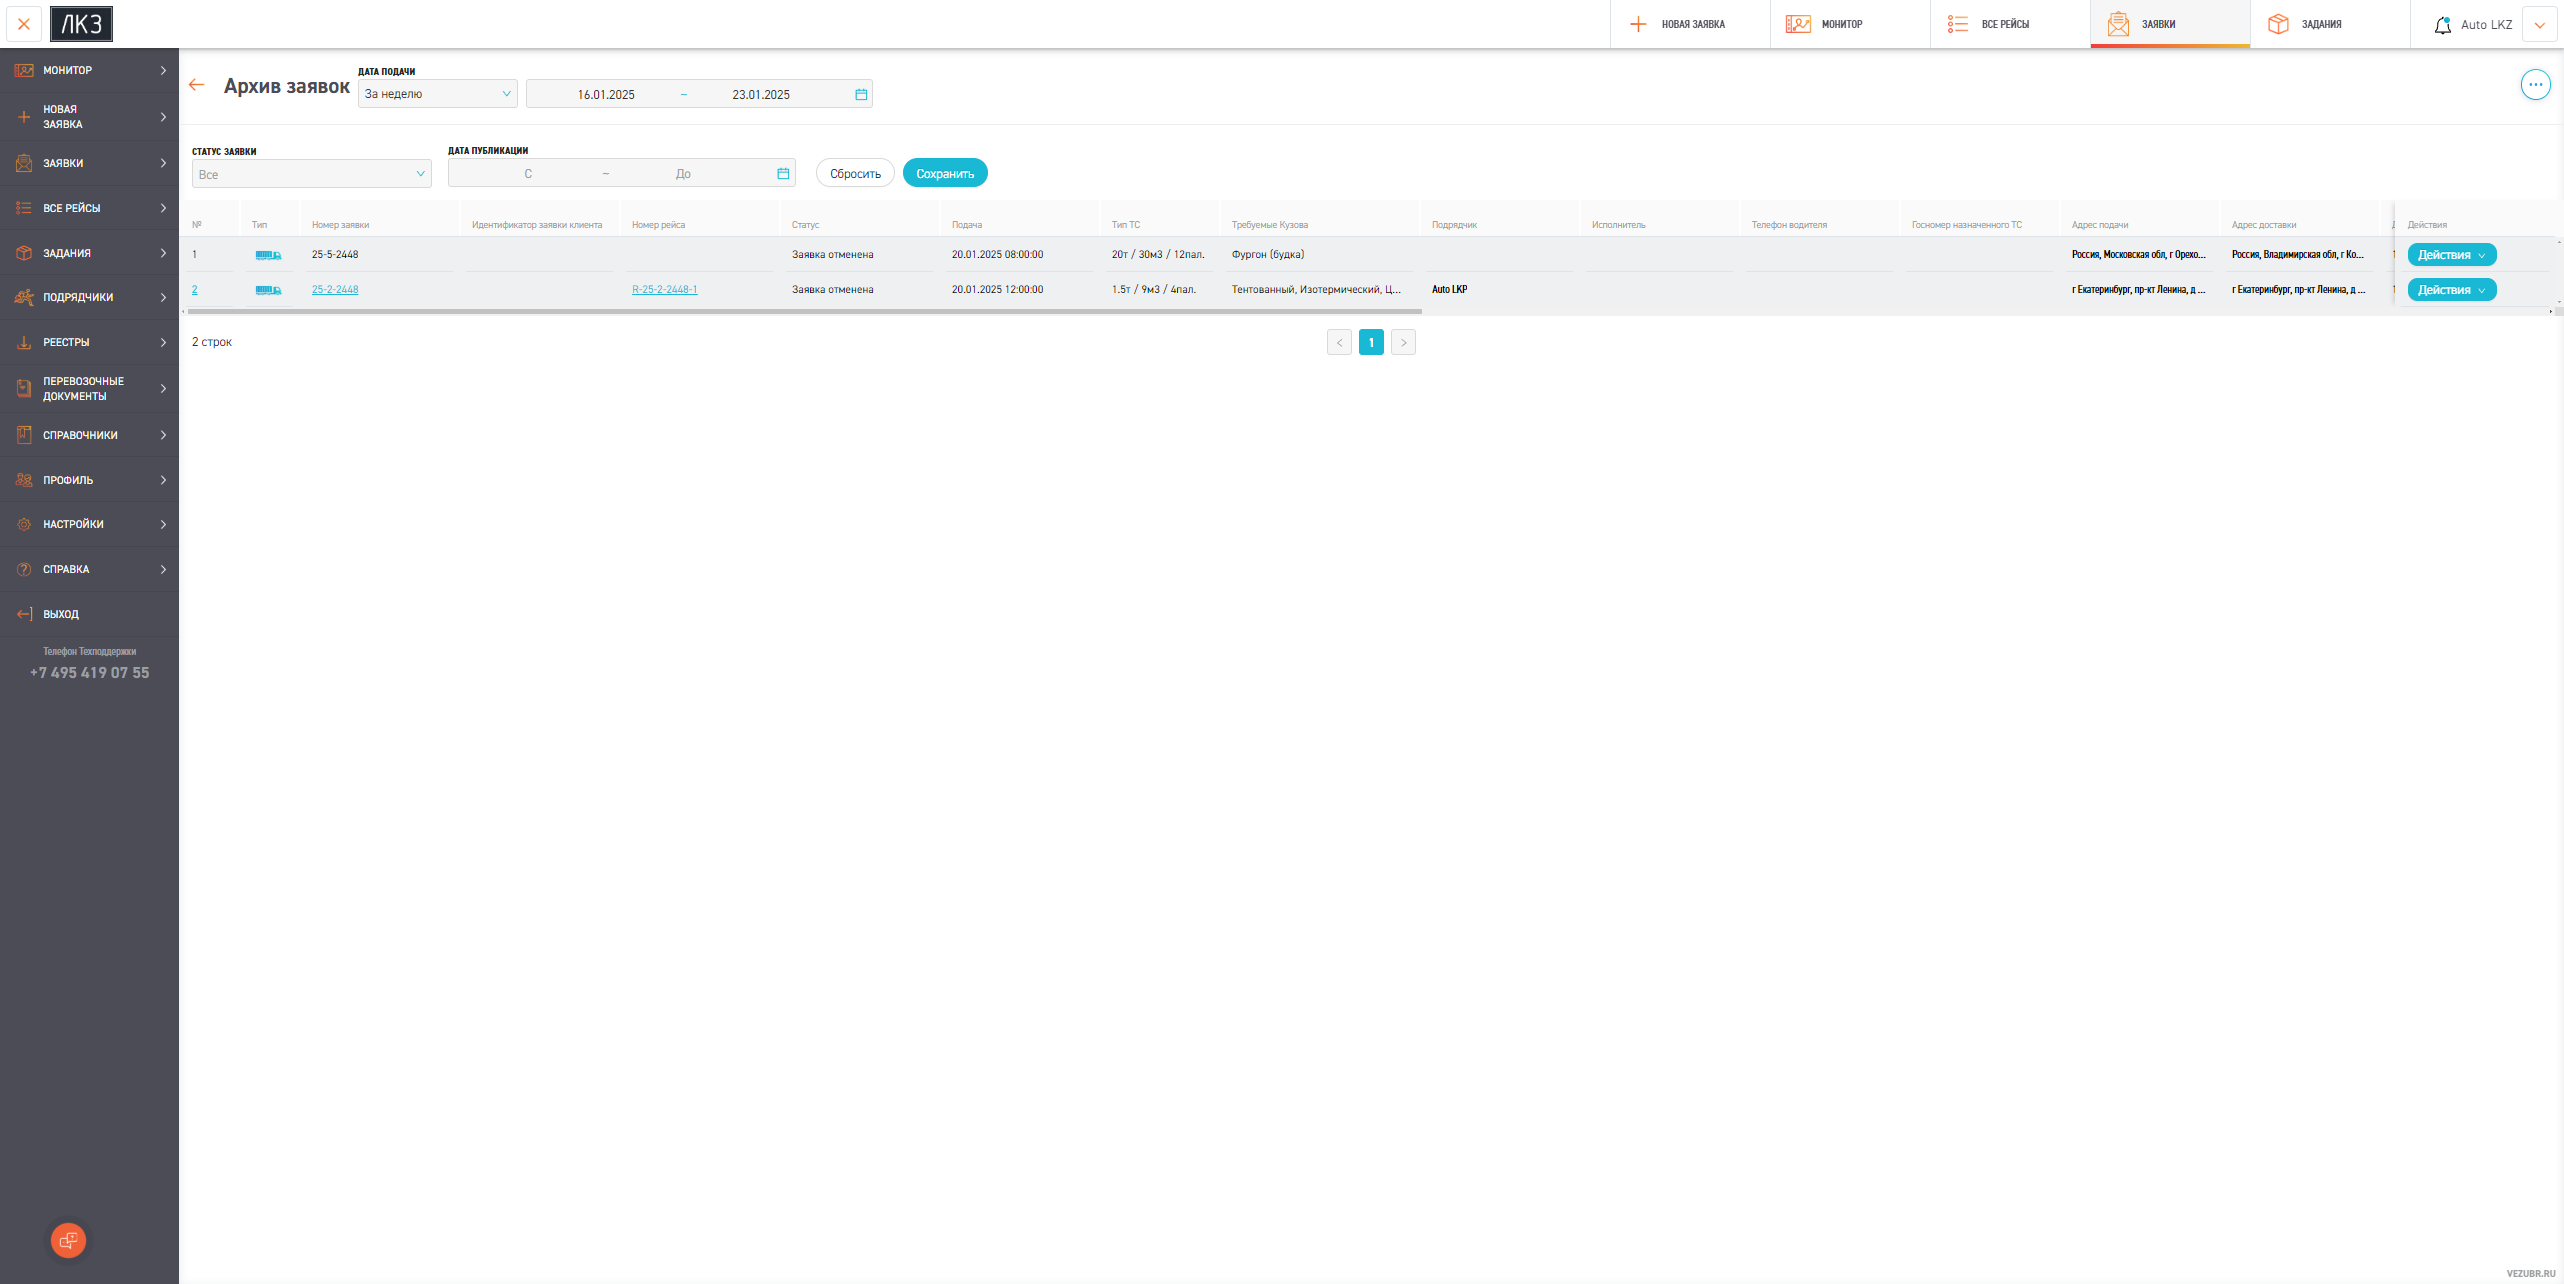 ЛКЗ
НОВАЯ ЗАЯВКА
МОНИТОР
ВСЕ РЕЙСЫ
ЗАЯВКИ
ЗАДАНИЯ
Auto LKZ
МОНИТОР
НОВАЯ
ЗАЯВКА
ЗАЯВКИ
ВСЕ РЕЙСЫ
ЗАДАНИЯ
ПОДРЯДЧИКИ
РЕЕСТРЫ
ПЕРЕВОЗОЧНЫЕ
ДОКУМЕНТЫ
СПРАВОЧНИКИ
ПРОФИЛЬ
НАСТРОЙКИ
СПРАВКА
ВЫХОД
Телефон Техподдержки
+7 495 419 07 55
Архив заявок
ДАТА ПОДАЧИ
За неделю
16.01.2025 ~ 23.01.2025
СТАТУС ЗАЯВКИ
Все
ДАТА ПУБЛИКАЦИИ
С ~ До
Сбросить
Сохранить
№ Тип Номер заявки Идентификатор заявки клиента Номер рейса Статус Подача Тип ТС Требуемые Кузова Подрядчик Исполнитель Телефон водителя Госномер назначенного ТС Адрес подачи Адрес доставки Действия
1 25-5-2448 Заявка отменена 20.01.2025 08:00:00 20т / 30м3 / 12пал. Фургон (будка) Россия, Московская обл, г Орехо... Россия, Владимирская обл, г Ко... Действия
2 25-2-2448 R-25-2-2448-1 Заявка отменена 20.01.2025 12:00:00 1.5т / 9м3 / 4пал. Тентованный, Изотермический, Ц... Auto LKP г Екатеринбург, пр-кт Ленина, д ... г Екатеринбург, пр-кт Ленина, д ... Действия
2 строк
< 1 >
VEZUBR.RU